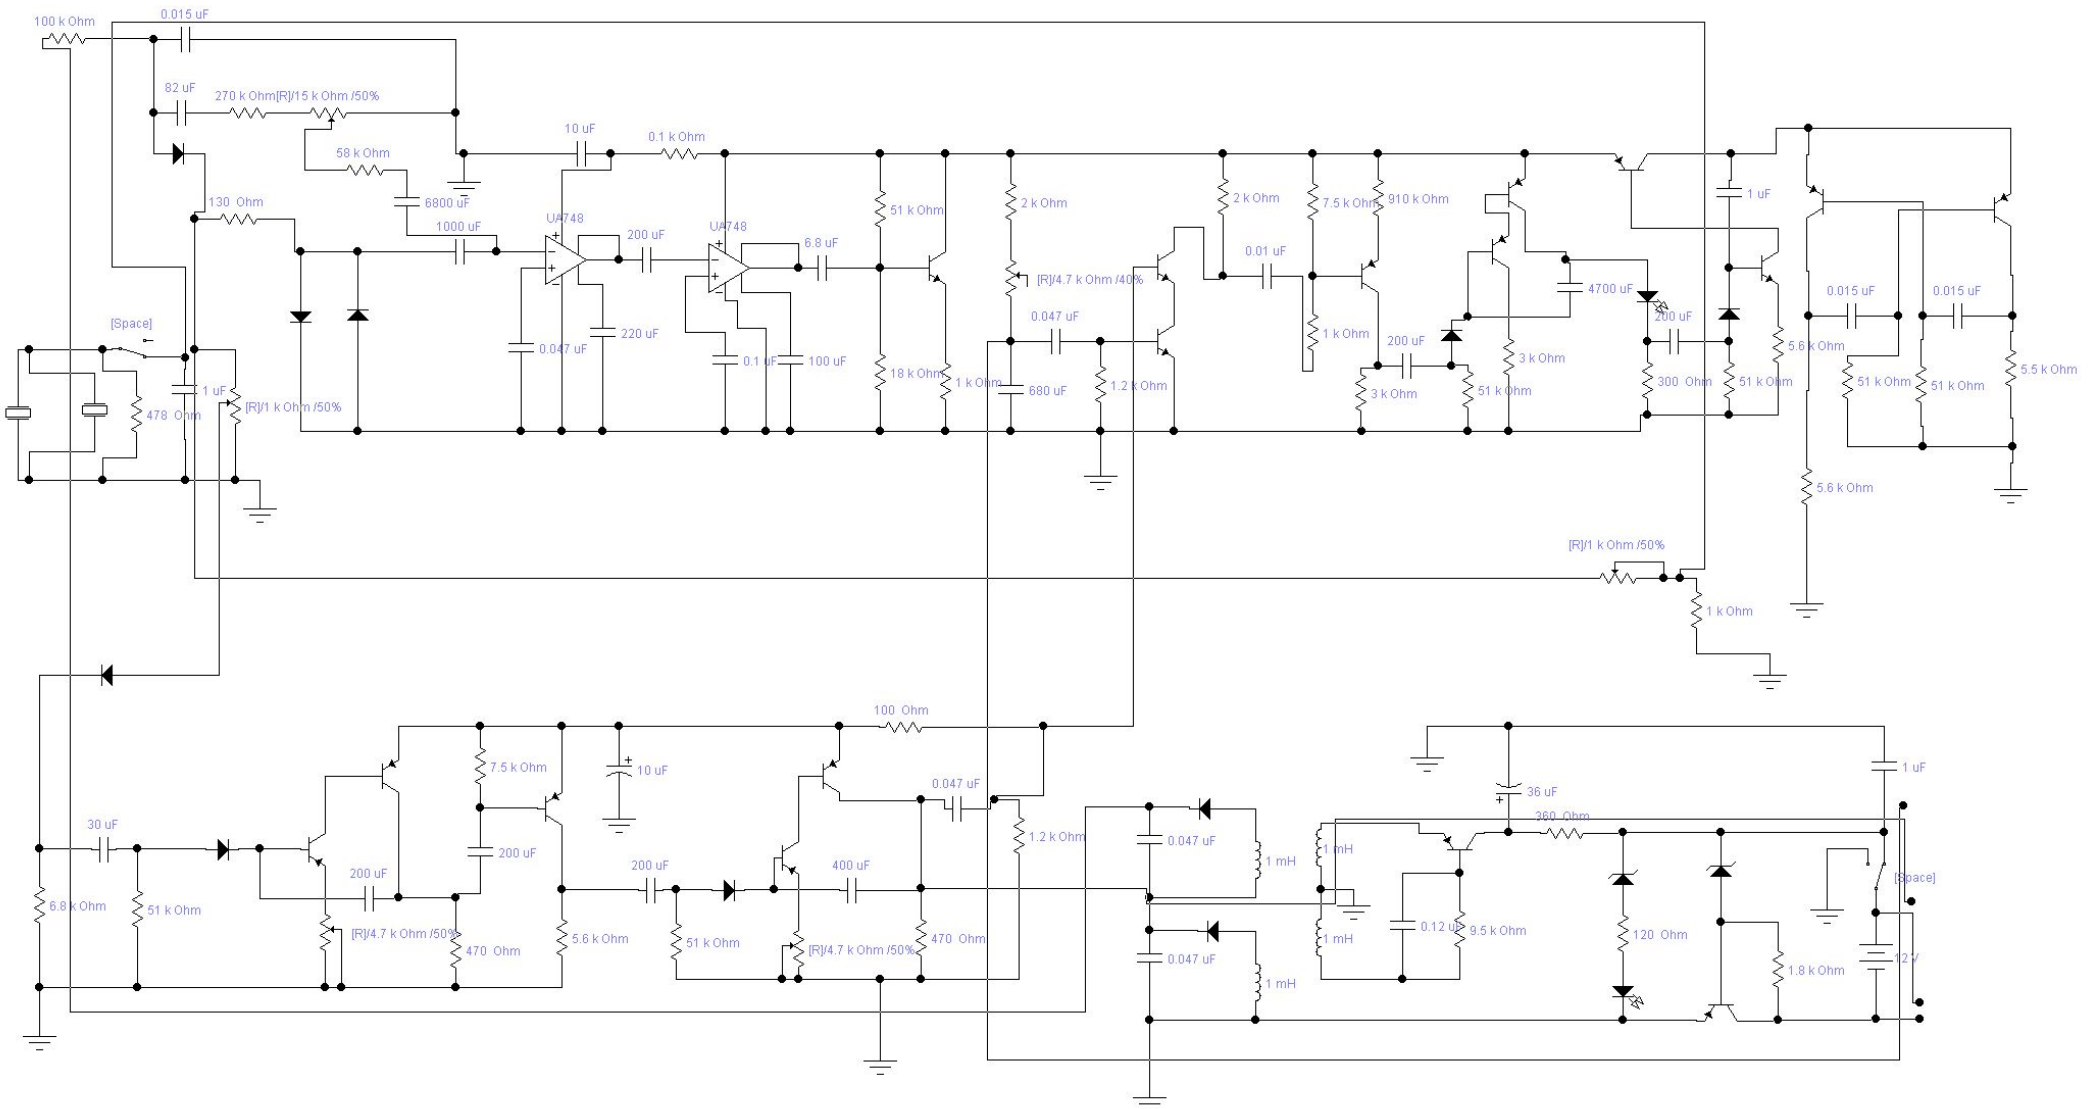 100 k Ohm
0.015 uF
82 uF
270 k Ohm[R]/15 k Ohm /50%
58 k Ohm
10 uF
0.1 k Ohm
130 Ohm
6800 uF
1000 uF
UA748
200 uF
UA748
6.8 uF
51 k Ohm
2 k Ohm
[R]/4.7 k Ohm /40%
2 k Ohm
7.5 k Ohm
910 k Ohm
0.01 uF
4700 uF
1 uF
0.015 uF
0.015 uF
[Space]
0.047 uF
220 uF
0.1 uF
100 uF
18 k Ohm
1 k Ohm
0.047 uF
680 uF
1.2 k Ohm
1 k Ohm
200 uF
3 k Ohm
51 k Ohm
3 k Ohm
200 uF
300 Ohm
51 k Ohm
5.6 k Ohm
51 k Ohm
51 k Ohm
5.5 k Ohm
478 Ohm
1 uF
[R]/1 k Ohm /50%
5.6 k Ohm
[R]/1 k Ohm /50%
1 k Ohm
100 Ohm
7.5 k Ohm
10 uF
0.047 uF
36 uF
1 uF
30 uF
200 uF
200 uF
200 uF
400 uF
1.2 k Ohm
0.047 uF
1 mH
1 mH
360 Ohm
[Space]
6.8 k Ohm
51 k Ohm
[R]/4.7 k Ohm /50%
470 Ohm
5.6 k Ohm
51 k Ohm
[R]/4.7 k Ohm /50%
470 Ohm
0.047 uF
1 mH
1 mH
0.12 uF
9.5 k Ohm
120 Ohm
1.8 k Ohm
12 V